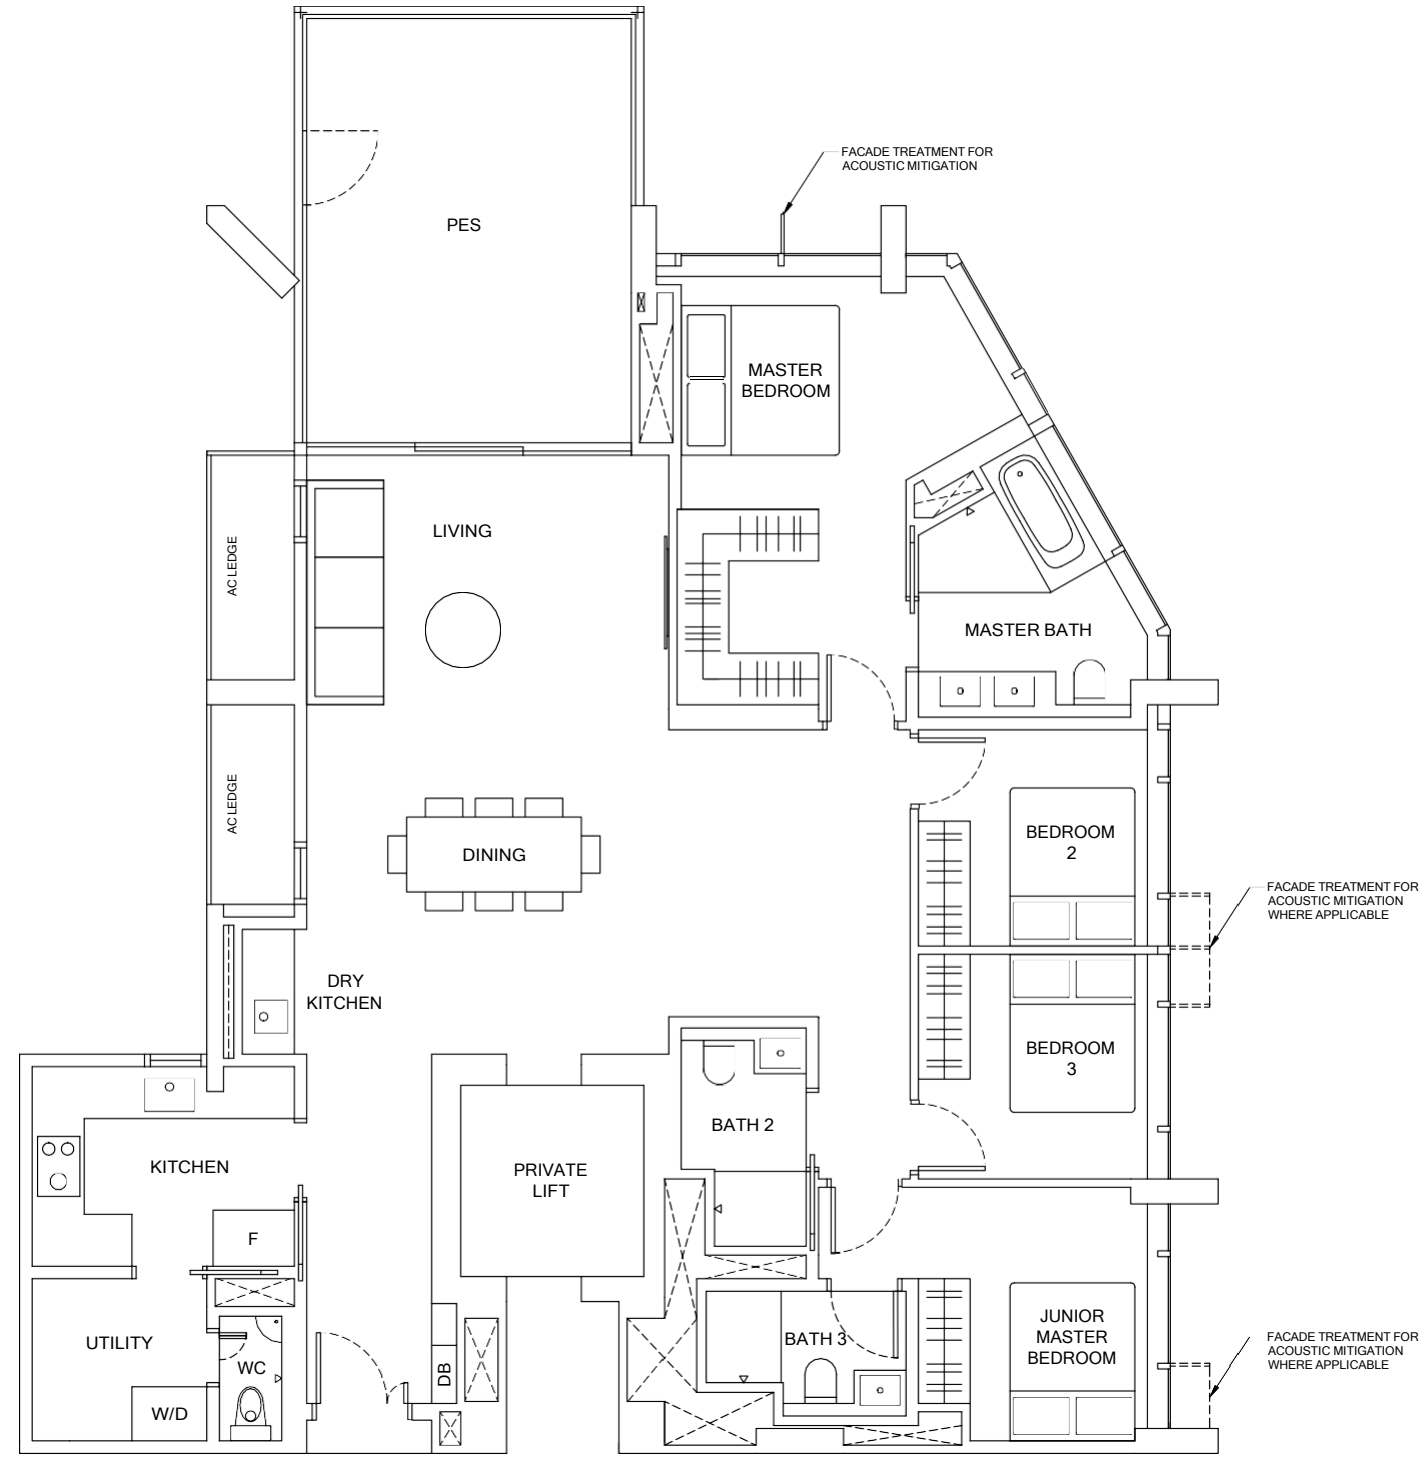 FACADE TREATMENT FOR
ACOUSTIC MITIGATION
PES
MASTER
BEDROOM
LIVING
AC LEDGE
MASTER BATH
AC LEDGE
DINING
BEDROOM
2
FACADE TREATMENT FOR
ACOUSTIC MITIGATION
WHERE APPLICABLE
DRY
KITCHEN
BEDROOM
3
BATH 2
KITCHEN
PRIVATE
LIFT
F
UTILITY
WC
W/D
DB
BATH 3
JUNIOR
MASTER
BEDROOM
FACADE TREATMENT FOR
ACOUSTIC MITIGATION
WHERE APPLICABLE